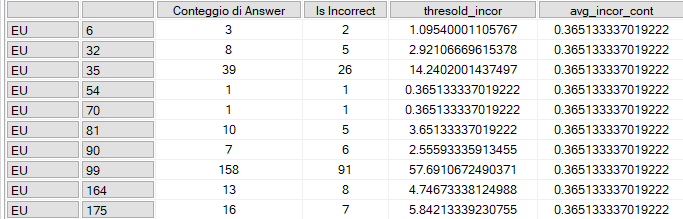 Conteggio di Answer Is Incorrect thresold_incor avg_incor_cont
EU 6 3 2 1.09540001105767 0.365133337019222
EU 32 8 5 2.92106669615378 0.365133337019222
EU 35 39 26 14.2402001437497 0.365133337019222
EU 54 1 1 0.365133337019222 0.365133337019222
EU 70 1 1 0.365133337019222 0.365133337019222
EU 81 10 5 3.65133337019222 0.365133337019222
EU 90 7 6 2.55593335913455 0.365133337019222
EU 99 158 91 57.6910672490371 0.365133337019222
EU 164 13 8 4.74673338124988 0.365133337019222
EU 175 16 7 5.84213339230755 0.365133337019222